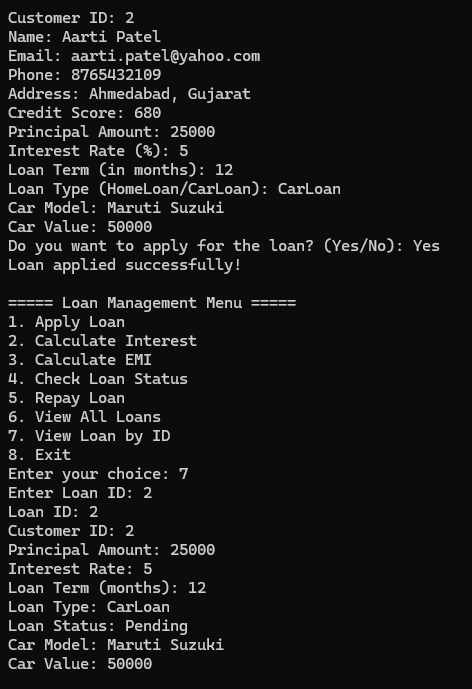 Customer ID: 2
Name: Aarti Patel
Email: aarti.patel@yahoo.com
Phone: 8765432109
Address: Ahmedabad, Gujarat
Credit Score: 680
Principal Amount: 25000
Interest Rate (%): 5
Loan Term (in months): 12
Loan Type (HomeLoan/CarLoan): CarLoan
Car Model: Maruti Suzuki
Car Value: 50000
Do you want to apply for the loan? (Yes/No): Yes
Loan applied successfully!

===== Loan Management Menu =====
1. Apply Loan
2. Calculate Interest
3. Calculate EMI
4. Check Loan Status
5. Repay Loan
6. View All Loans
7. View Loan by ID
8. Exit
Enter your choice: 7
Enter Loan ID: 2
Loan ID: 2
Customer ID: 2
Principal Amount: 25000
Interest Rate: 5
Loan Term (months): 12
Loan Type: CarLoan
Loan Status: Pending
Car Model: Maruti Suzuki
Car Value: 50000